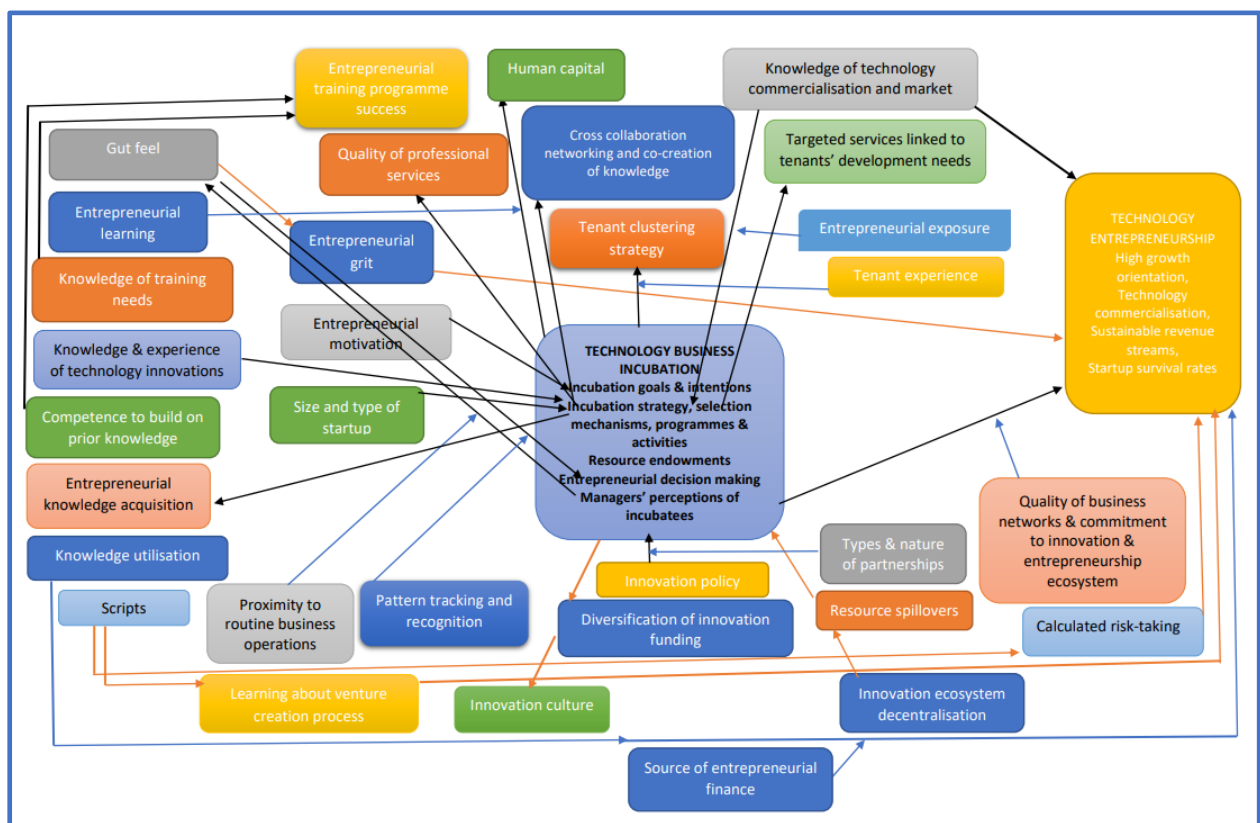 Entrepreneurial
training programme
success
Human capital
Knowledge of technology
commercialisation and market
Gut feel
Quality of professional
services
Cross collaboration
networking and co-creation
of knowledge
Targeted services linked to
tenants’ development needs
Entrepreneurial
learning
Entrepreneurial
grit
Tenant clustering
strategy
Entrepreneurial exposure
Tenant experience
TECHNOLOGY
ENTREPRENEURSHIP
High growth
orientation,
Technology
commercialisation,
Sustainable revenue
streams,
Startup survival rates
Knowledge of training
needs
Entrepreneurial
motivation
Knowledge & experience
of technology innovations
TECHNOLOGY BUSINESS
INCUBATION
Incubation goals & intentions
Incubation strategy, selection
mechanisms, programmes &
activities
Resource endowments
Entrepreneurial decision making
Managers’ perceptions of
incubatees
Competence to build on
prior knowledge
Size and type of
startup
Entrepreneurial
knowledge acquisition
Quality of business
networks & commitment
to innovation &
entrepreneurship
ecosystem
Knowledge utilisation
Types & nature
of partnerships
Innovation policy
Scripts
Proximity to
routine business
operations
Pattern tracking and
recognition
Diversification of innovation
funding
Resource spillovers
Calculated risk-taking
Learning about venture
creation process
Innovation culture
Innovation ecosystem
decentralisation
Source of entrepreneurial
finance